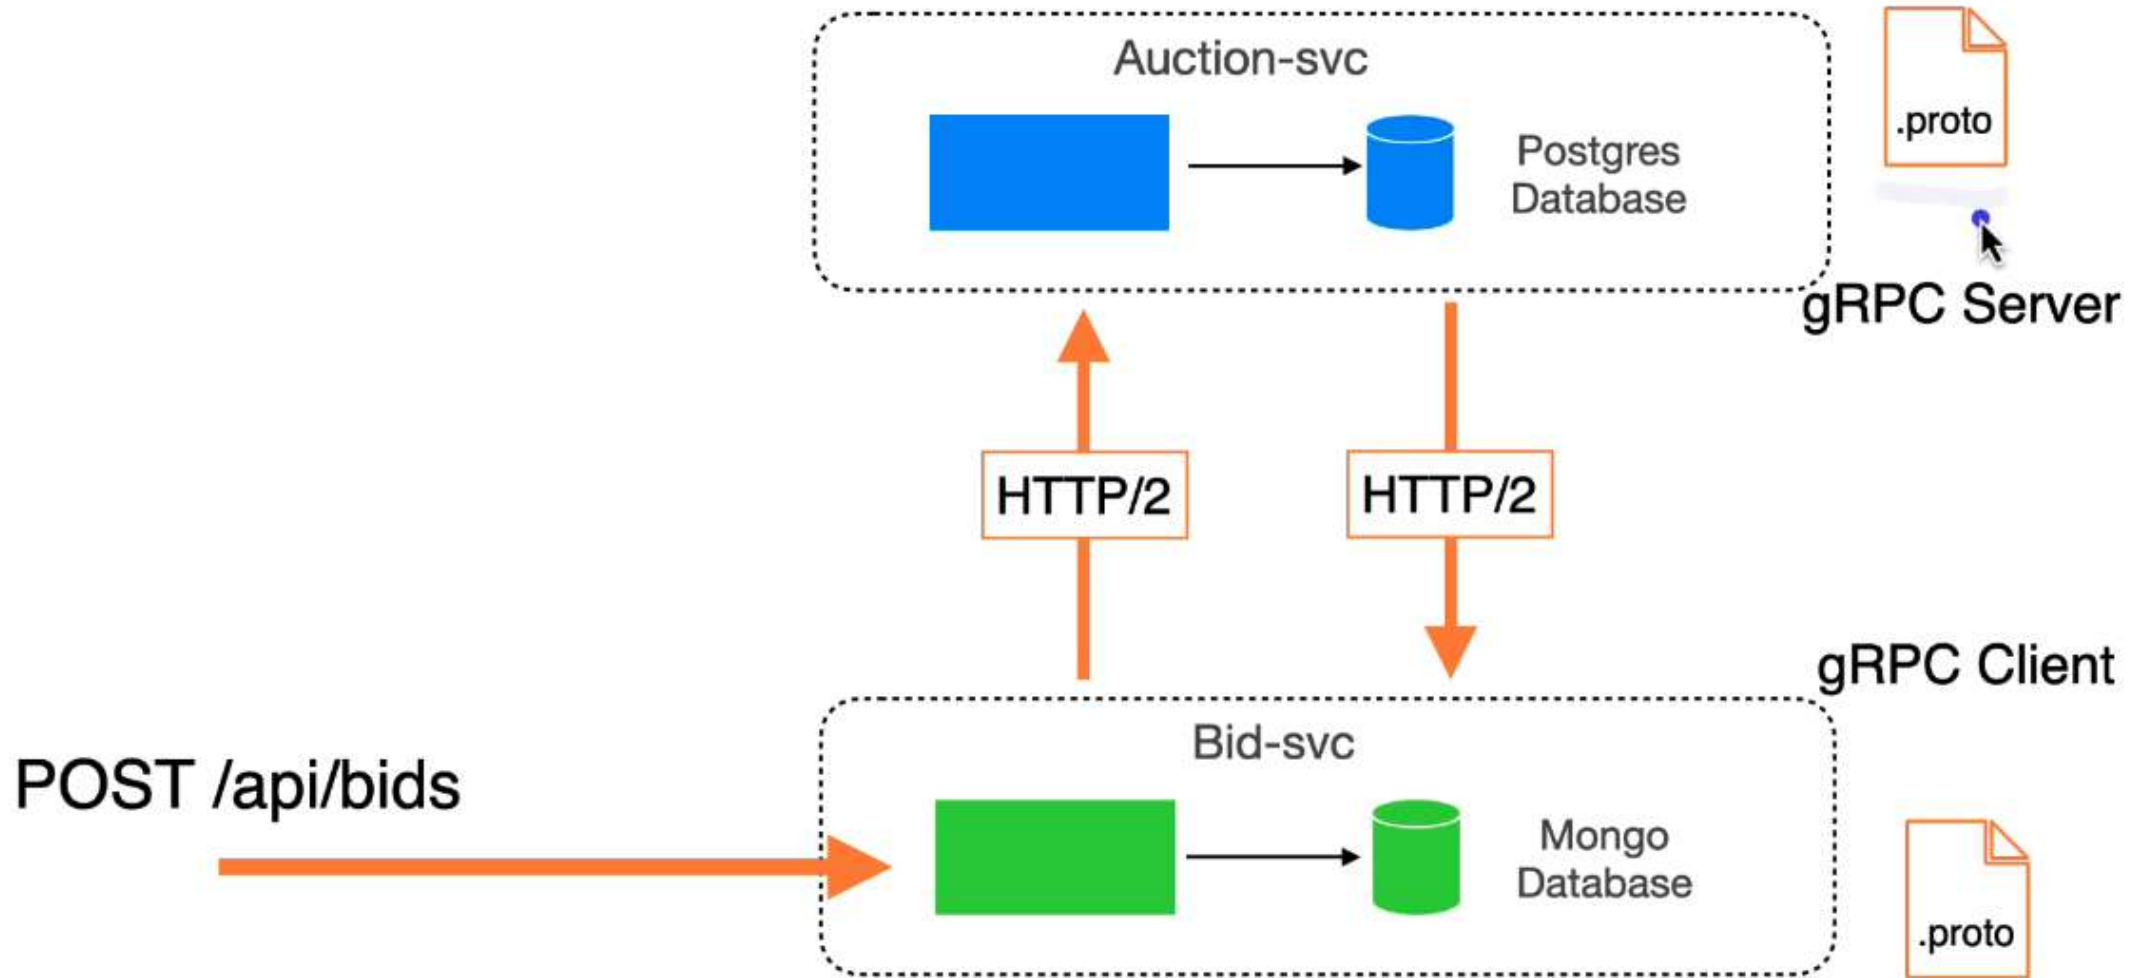 Auction-svc
.proto
Postgres
Database
gRPC Server
HTTP/2
HTTP/2
gRPC Client
Bid-svc
POST /api/bids
Mongo
Database
.proto